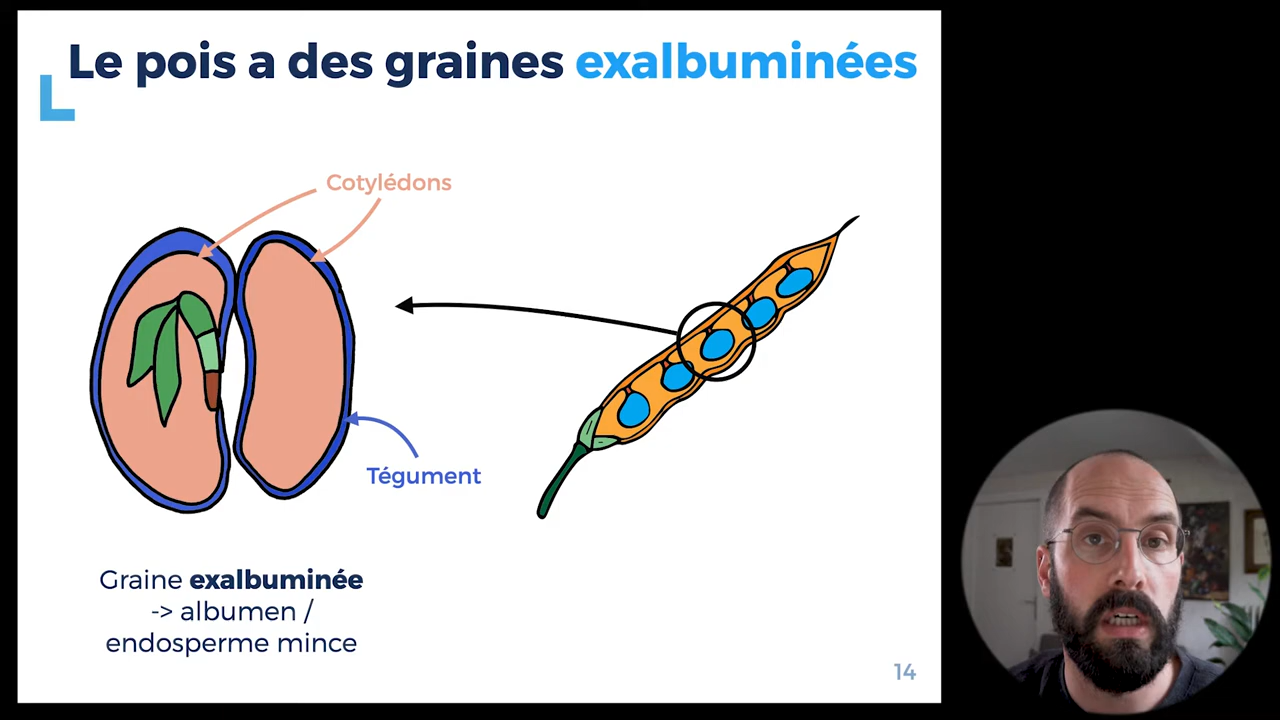 Le pois a des graines exalbuminées
Cotylédons
Tégument
Graine exalbuminée
-> albumen /
endosperme mince
14